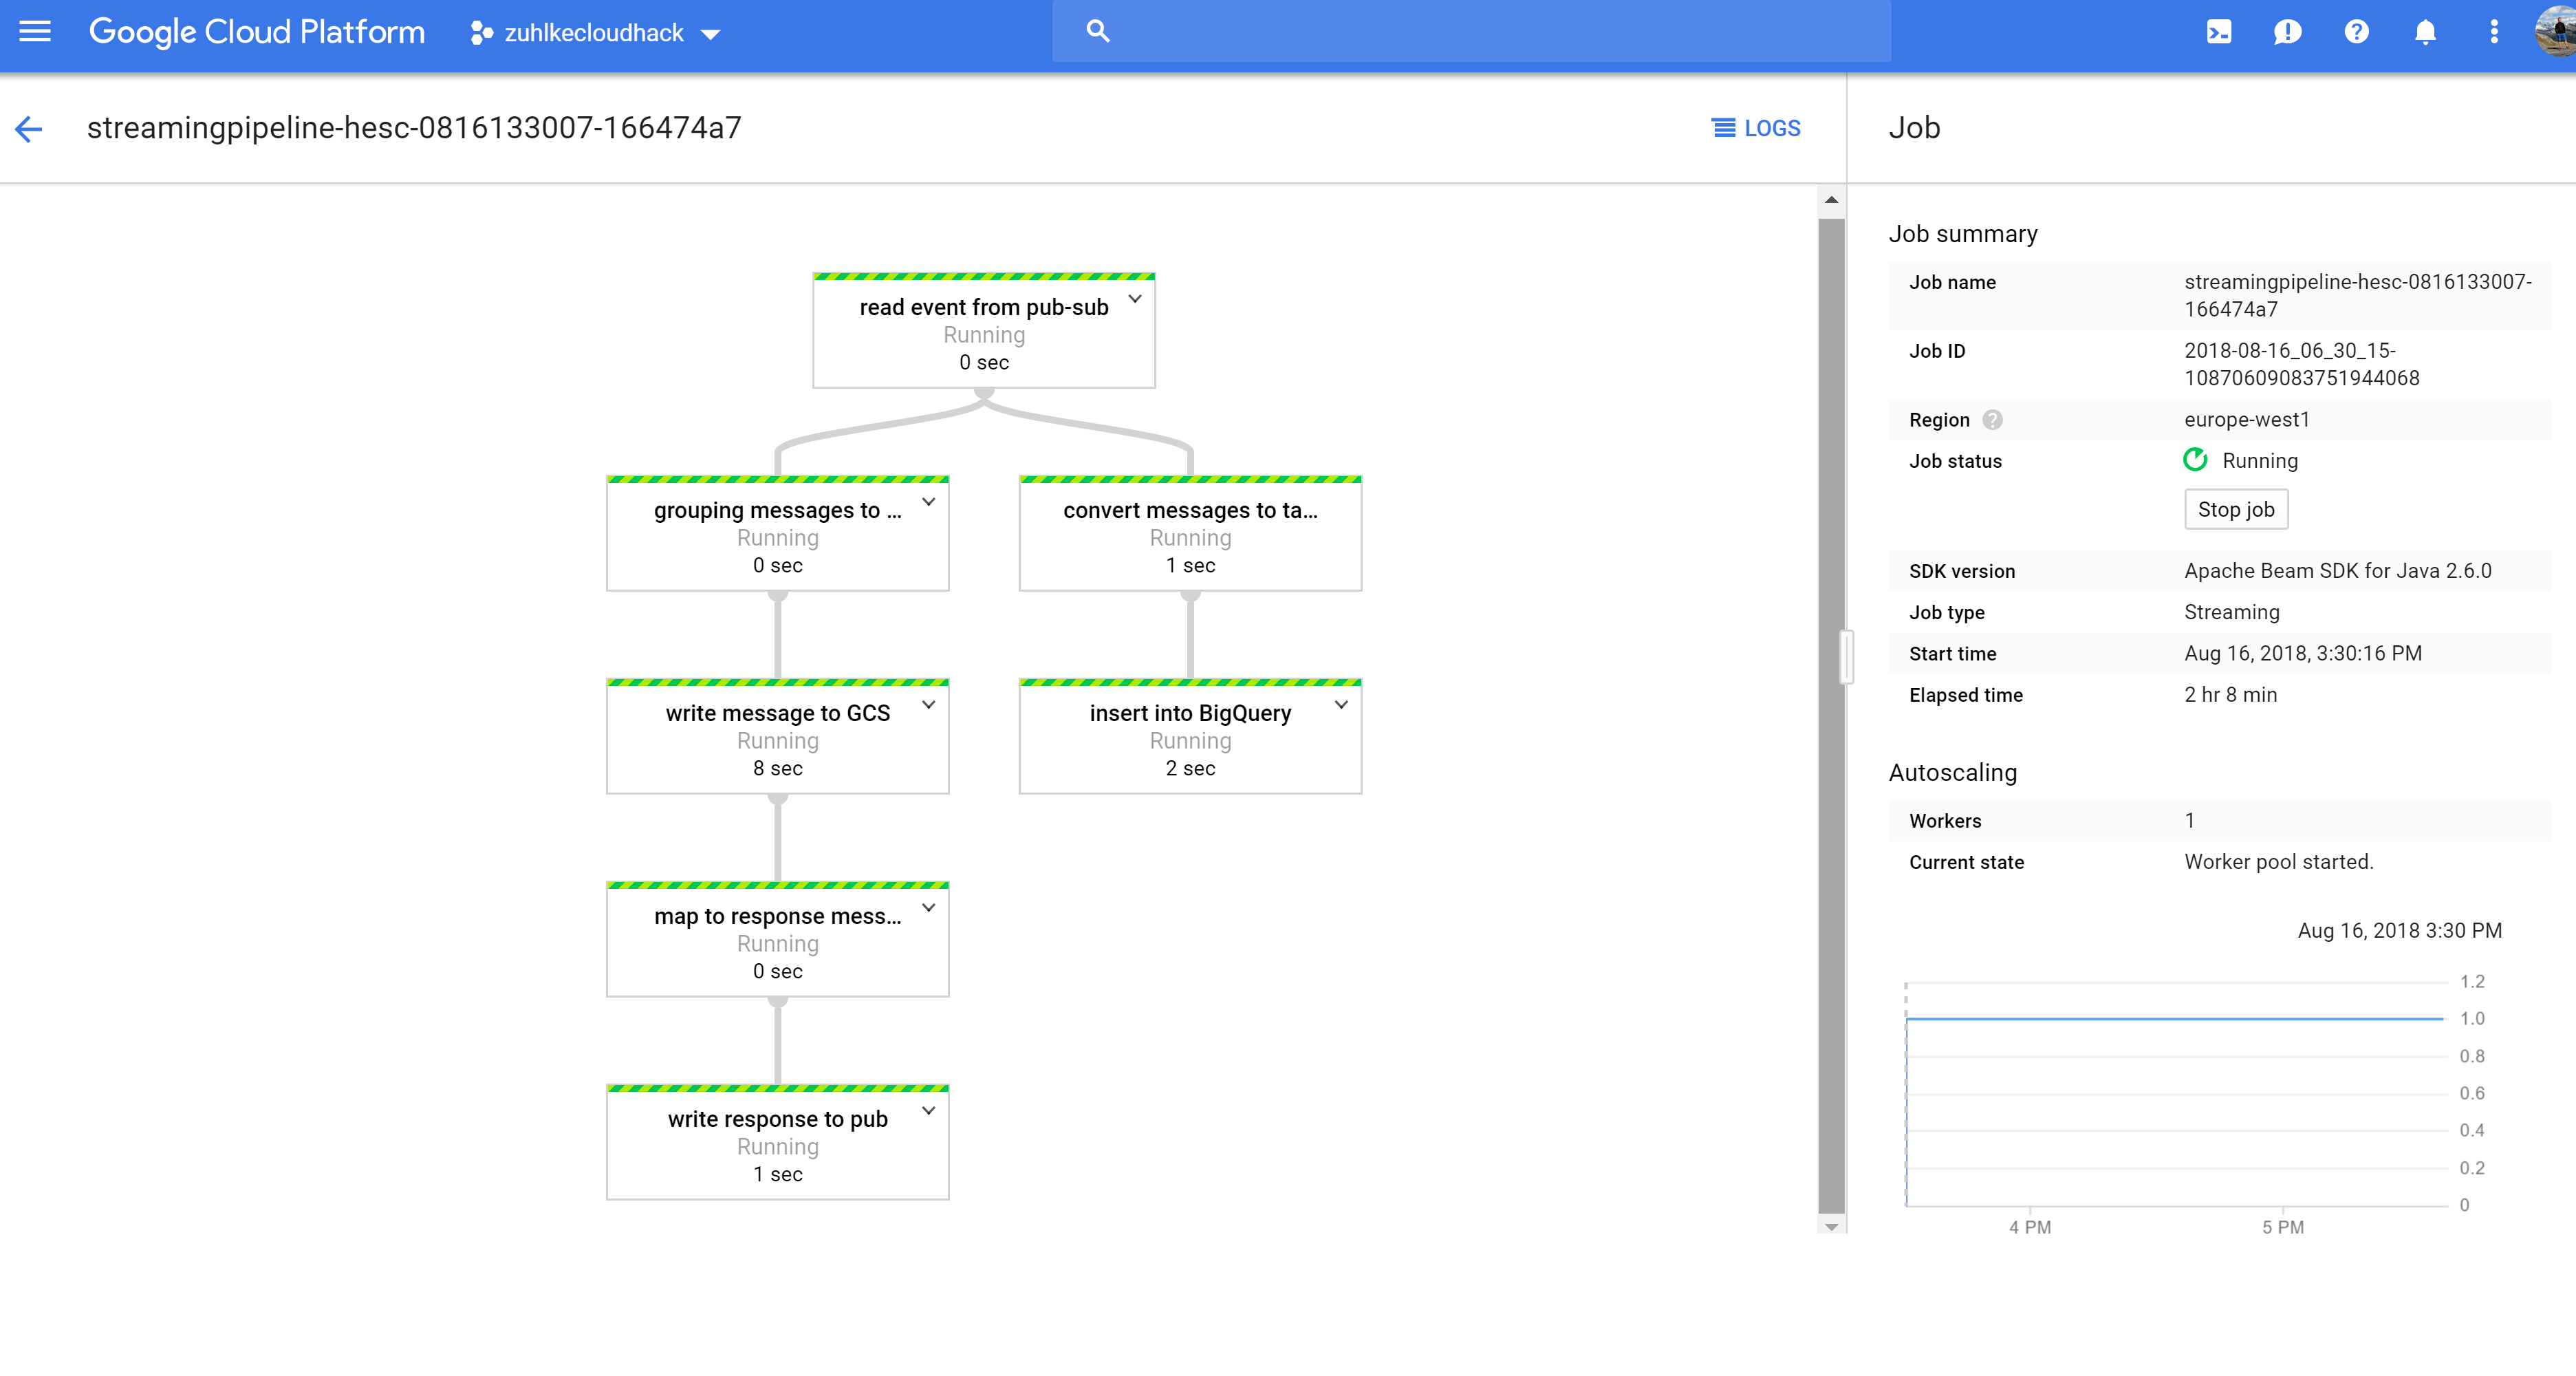 Google Cloud Platform
zuhlkecloudhack
streamingpipeline-hesc-0816133007-166474a7
LOGS
Job
read event from pub-sub
Running
0 sec
grouping messages to ...
Running
0 sec
convert messages to ta...
Running
1 sec
write message to GCS
Running
8 sec
insert into BigQuery
Running
2 sec
map to response mess...
Running
0 sec
write response to pub
Running
1 sec
Job summary
Job name
streamingpipeline-hesc-0816133007-
166474a7
Job ID
2018-08-16_06_30_15-
10870609083751944068
Region ?
europe-west1
Job status
Running
Stop job
SDK version
Apache Beam SDK for Java 2.6.0
Job type
Streaming
Start time
Aug 16, 2018, 3:30:16 PM
Elapsed time
2 hr 8 min
Autoscaling
Workers
1
Current state
Worker pool started.
Aug 16, 2018 3:30 PM
1.2
1.0
0.8
0.6
0.4
0.2
0
4 PM
5 PM